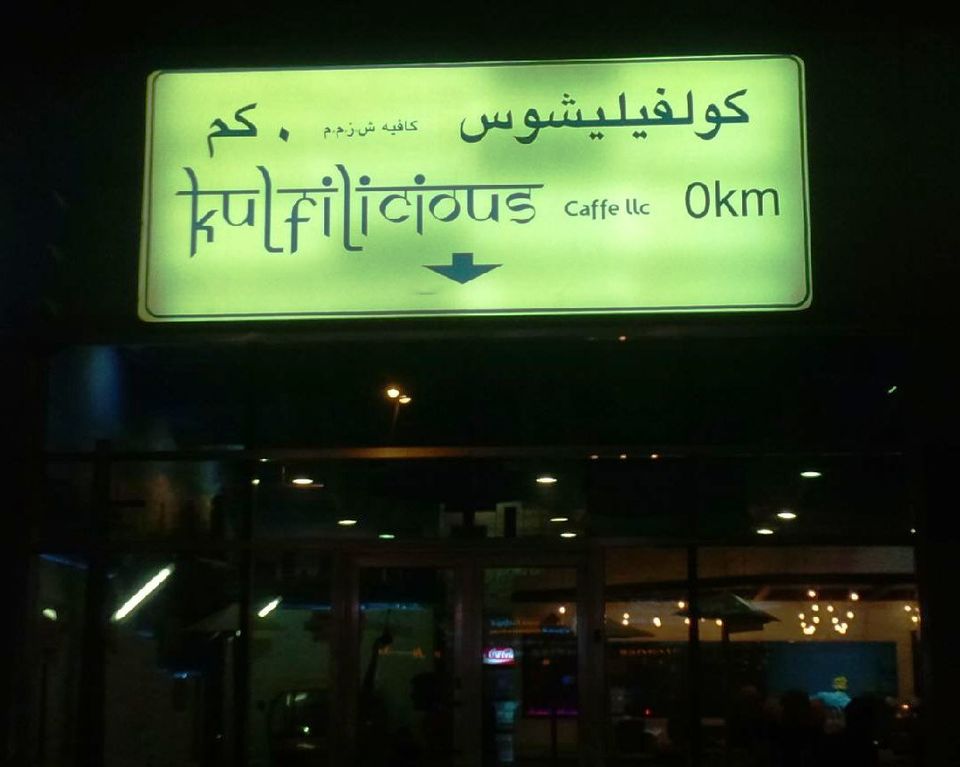 كولفيليشوس كافيه ش.ز.م.م ٠ كم
kulfilicious Caffe llc 0km